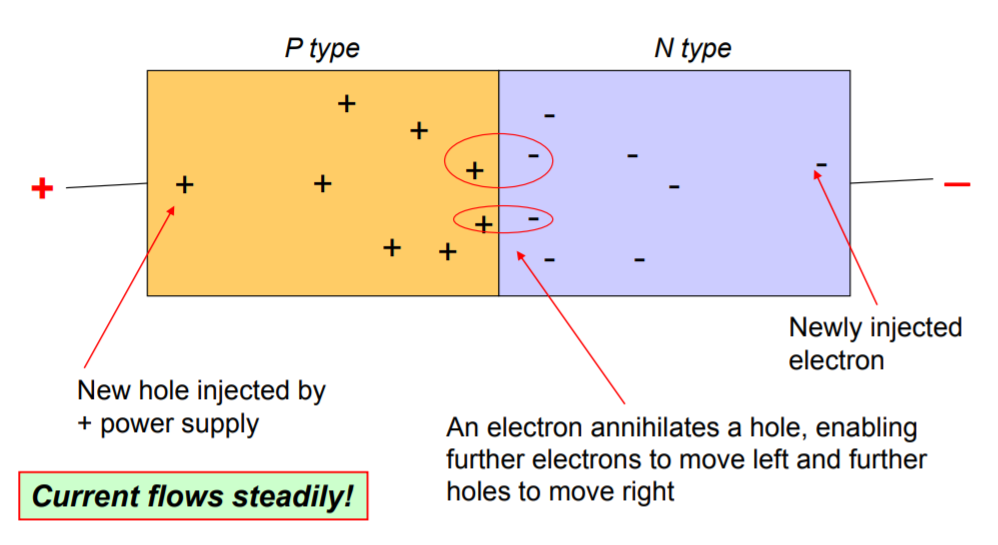 P type
N type
+
–
New hole injected by
+ power supply
Newly injected
electron
An electron annihilates a hole, enabling
further electrons to move left and further
holes to move right
Current flows steadily!